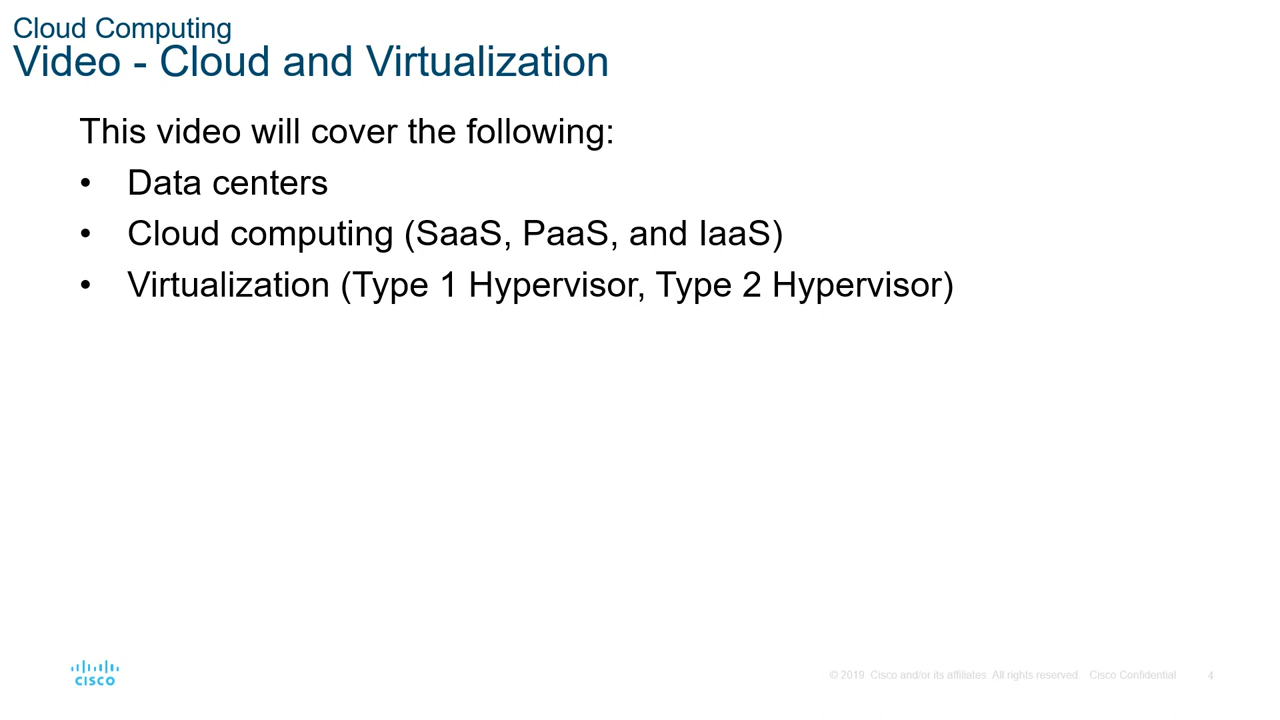 Cloud Computing
Video - Cloud and Virtualization
This video will cover the following:
• Data centers
• Cloud computing (SaaS, PaaS, and IaaS)
• Virtualization (Type 1 Hypervisor, Type 2 Hypervisor)
CISCO
© 2019 Cisco and/or its affiliates. All rights reserved. Cisco Confidential 4